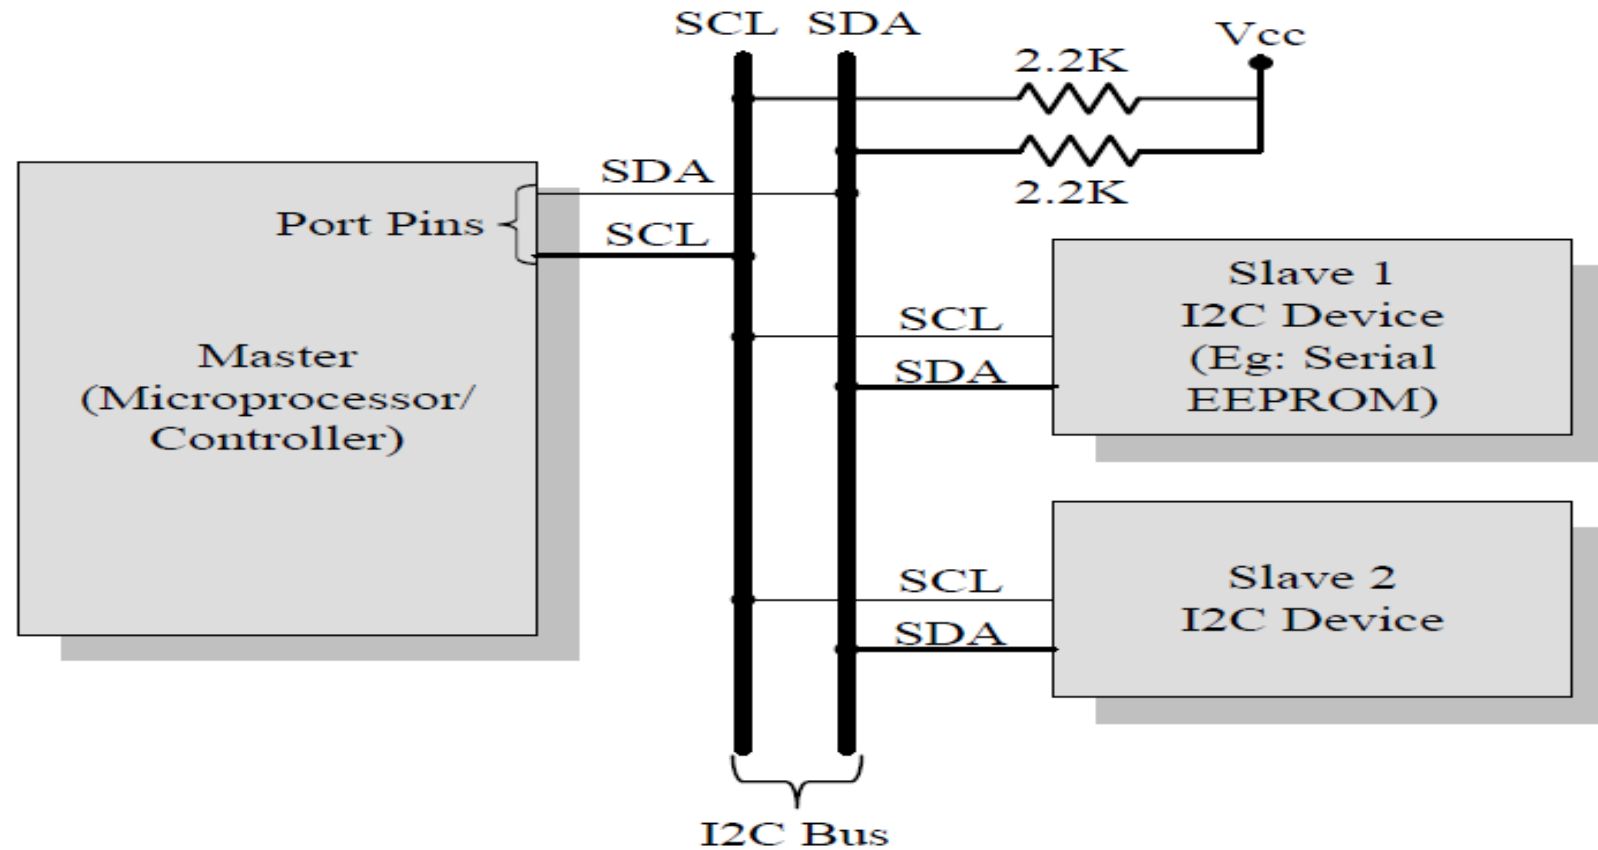 SCL SDA
Vcc
2.2K
2.2K
SDA
Port Pins
SCL
Master
(Microprocessor/
Controller)
Slave 1
I2C Device
(Eg: Serial
EEPROM)
SCL
SDA
Slave 2
I2C Device
SCL
SDA
I2C Bus